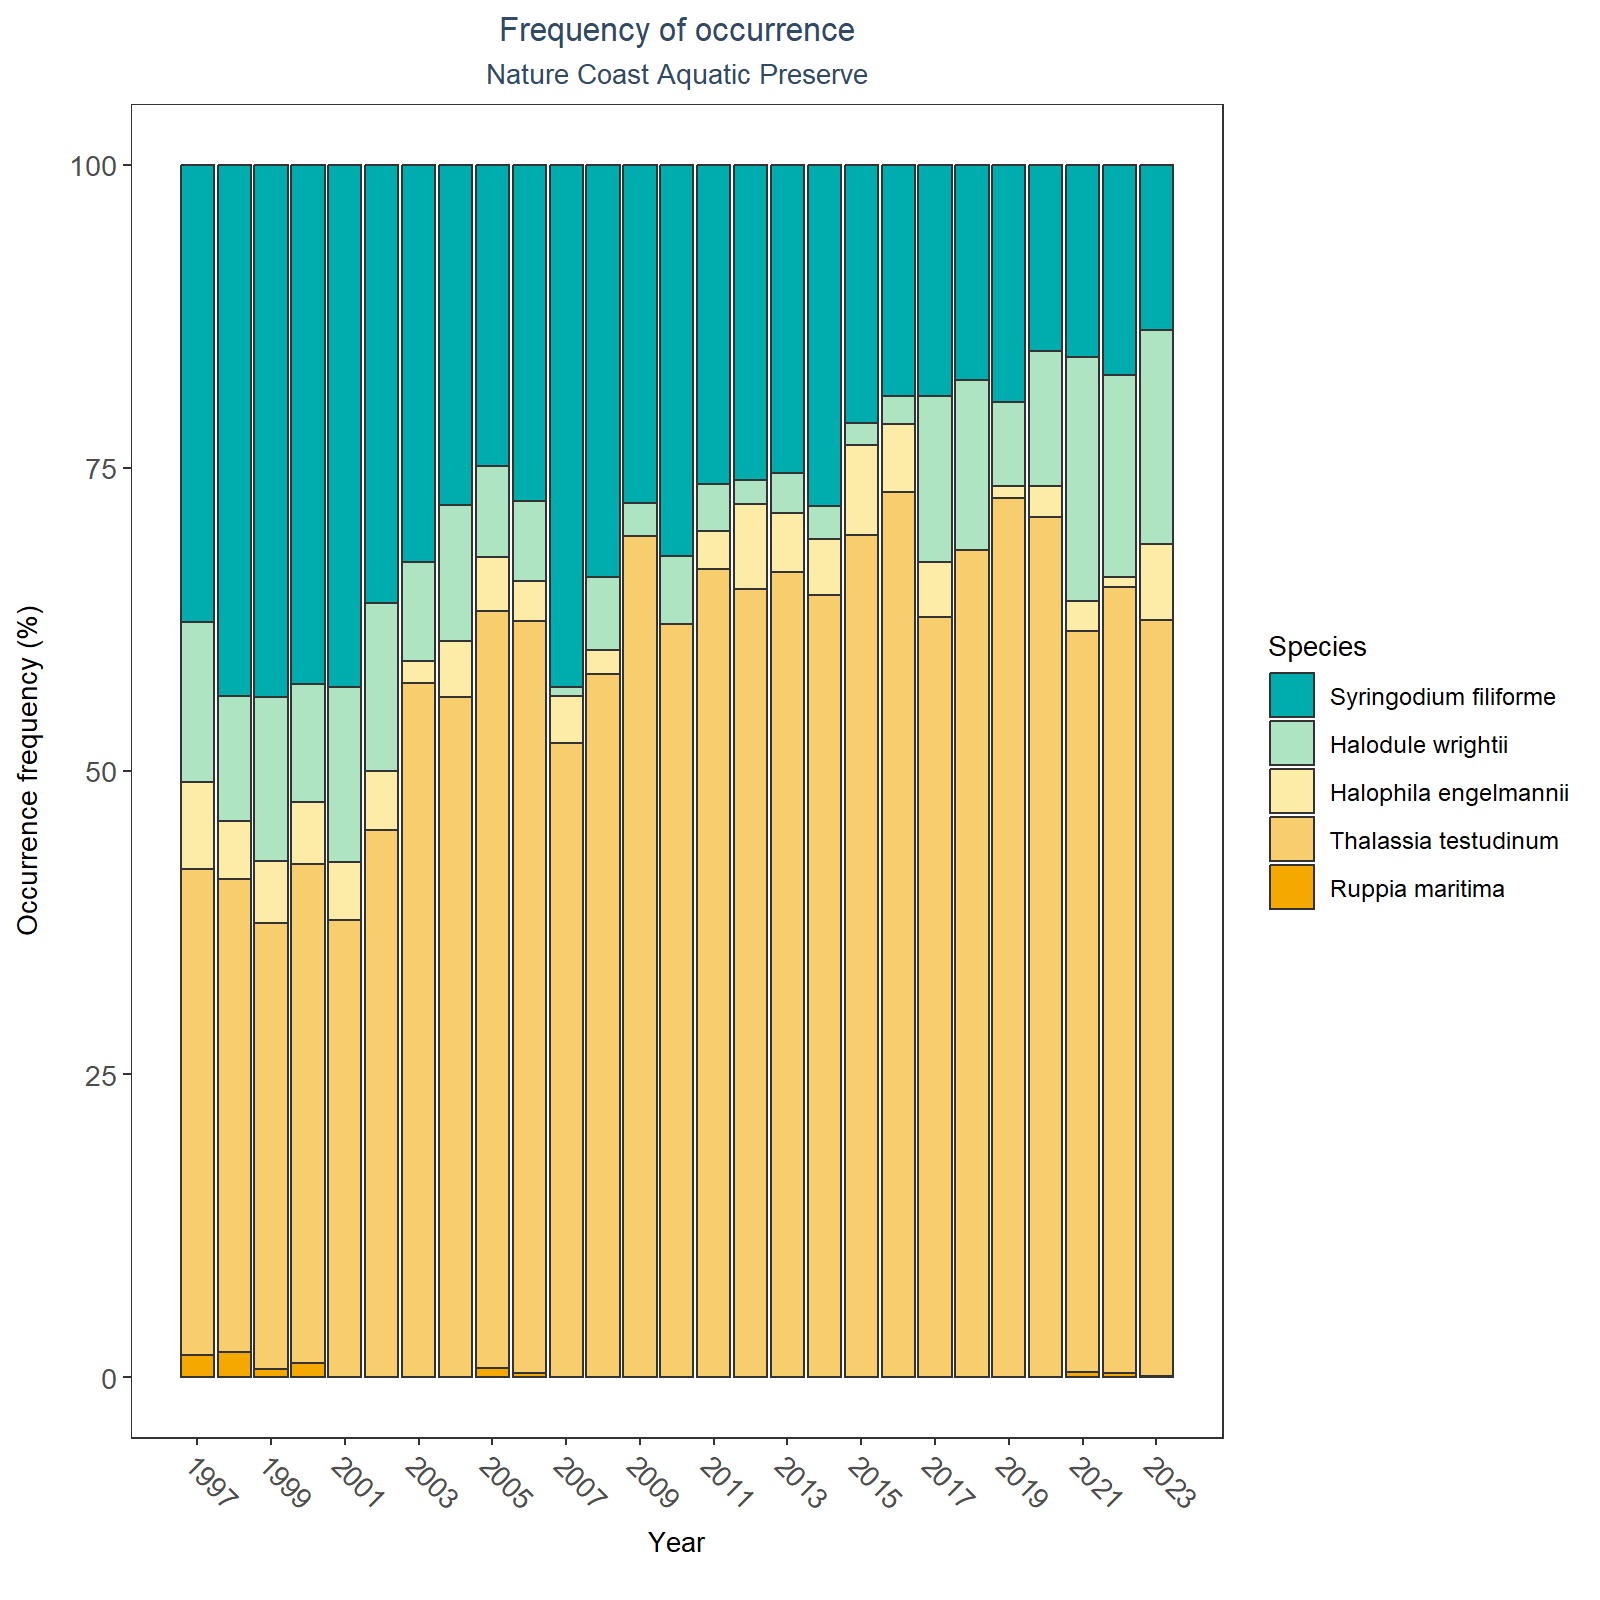 Frequency of occurrence
Nature Coast Aquatic Preserve
Occurrence frequency (%)
100
75
50
25
0
1997
1999
2001
2003
2005
2007
2009
2011
2013
2015
2017
2019
2021
2023
Year
Species
Syringodium filiforme
Halodule wrightii
Halophila engelmannii
Thalassia testudinum
Ruppia maritima